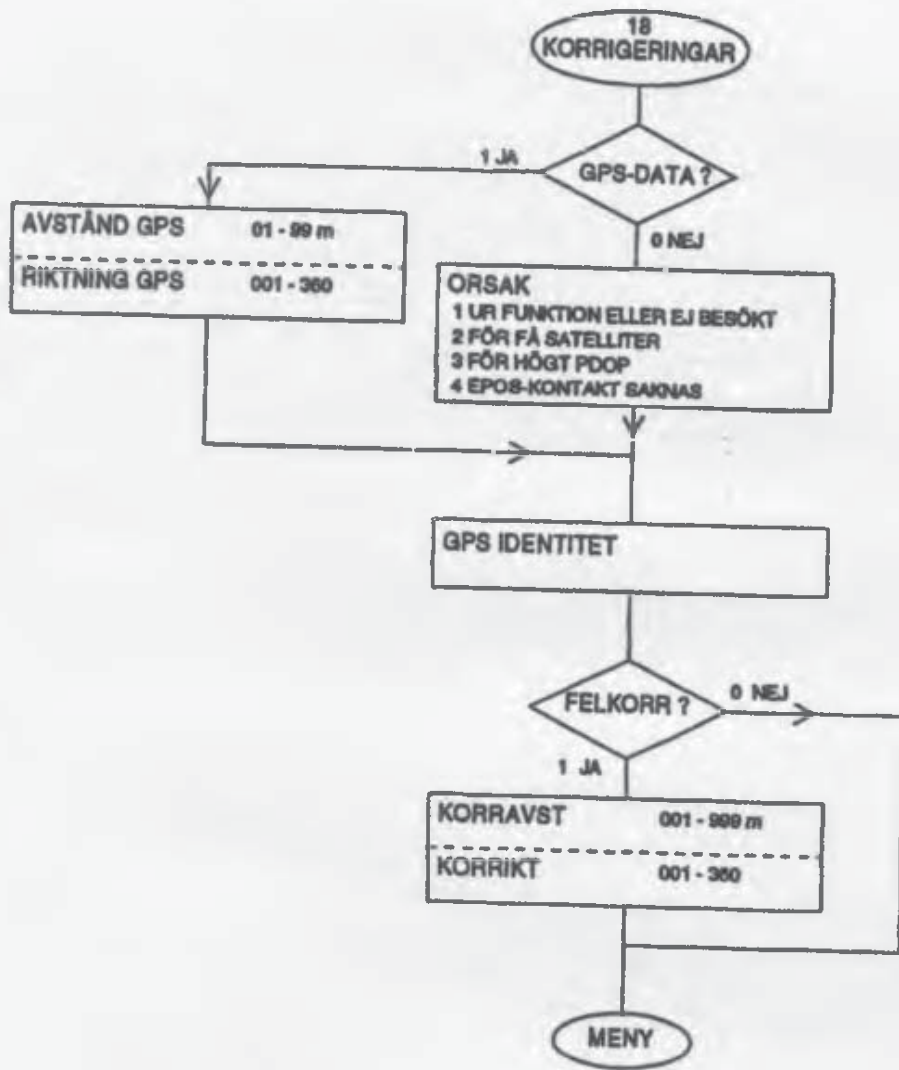 18
KORRIGERINGAR
GPS-DATA ?
1 JA
0 NEJ
AVSTÅND GPS 01 - 99 m
RIKTNING GPS 001 - 360
ORSAK
1 UR FUNKTION ELLER EJ BESÖKT
2 FÖR FÅ SATELLITER
3 FÖR HÖGT PDOP
4 EPOS-KONTAKT SAKNAS
GPS IDENTITET
FELKORR ?
0 NEJ
1 JA
KORRAVST 001 - 999 m
KORRIKT 001 - 360
MENY